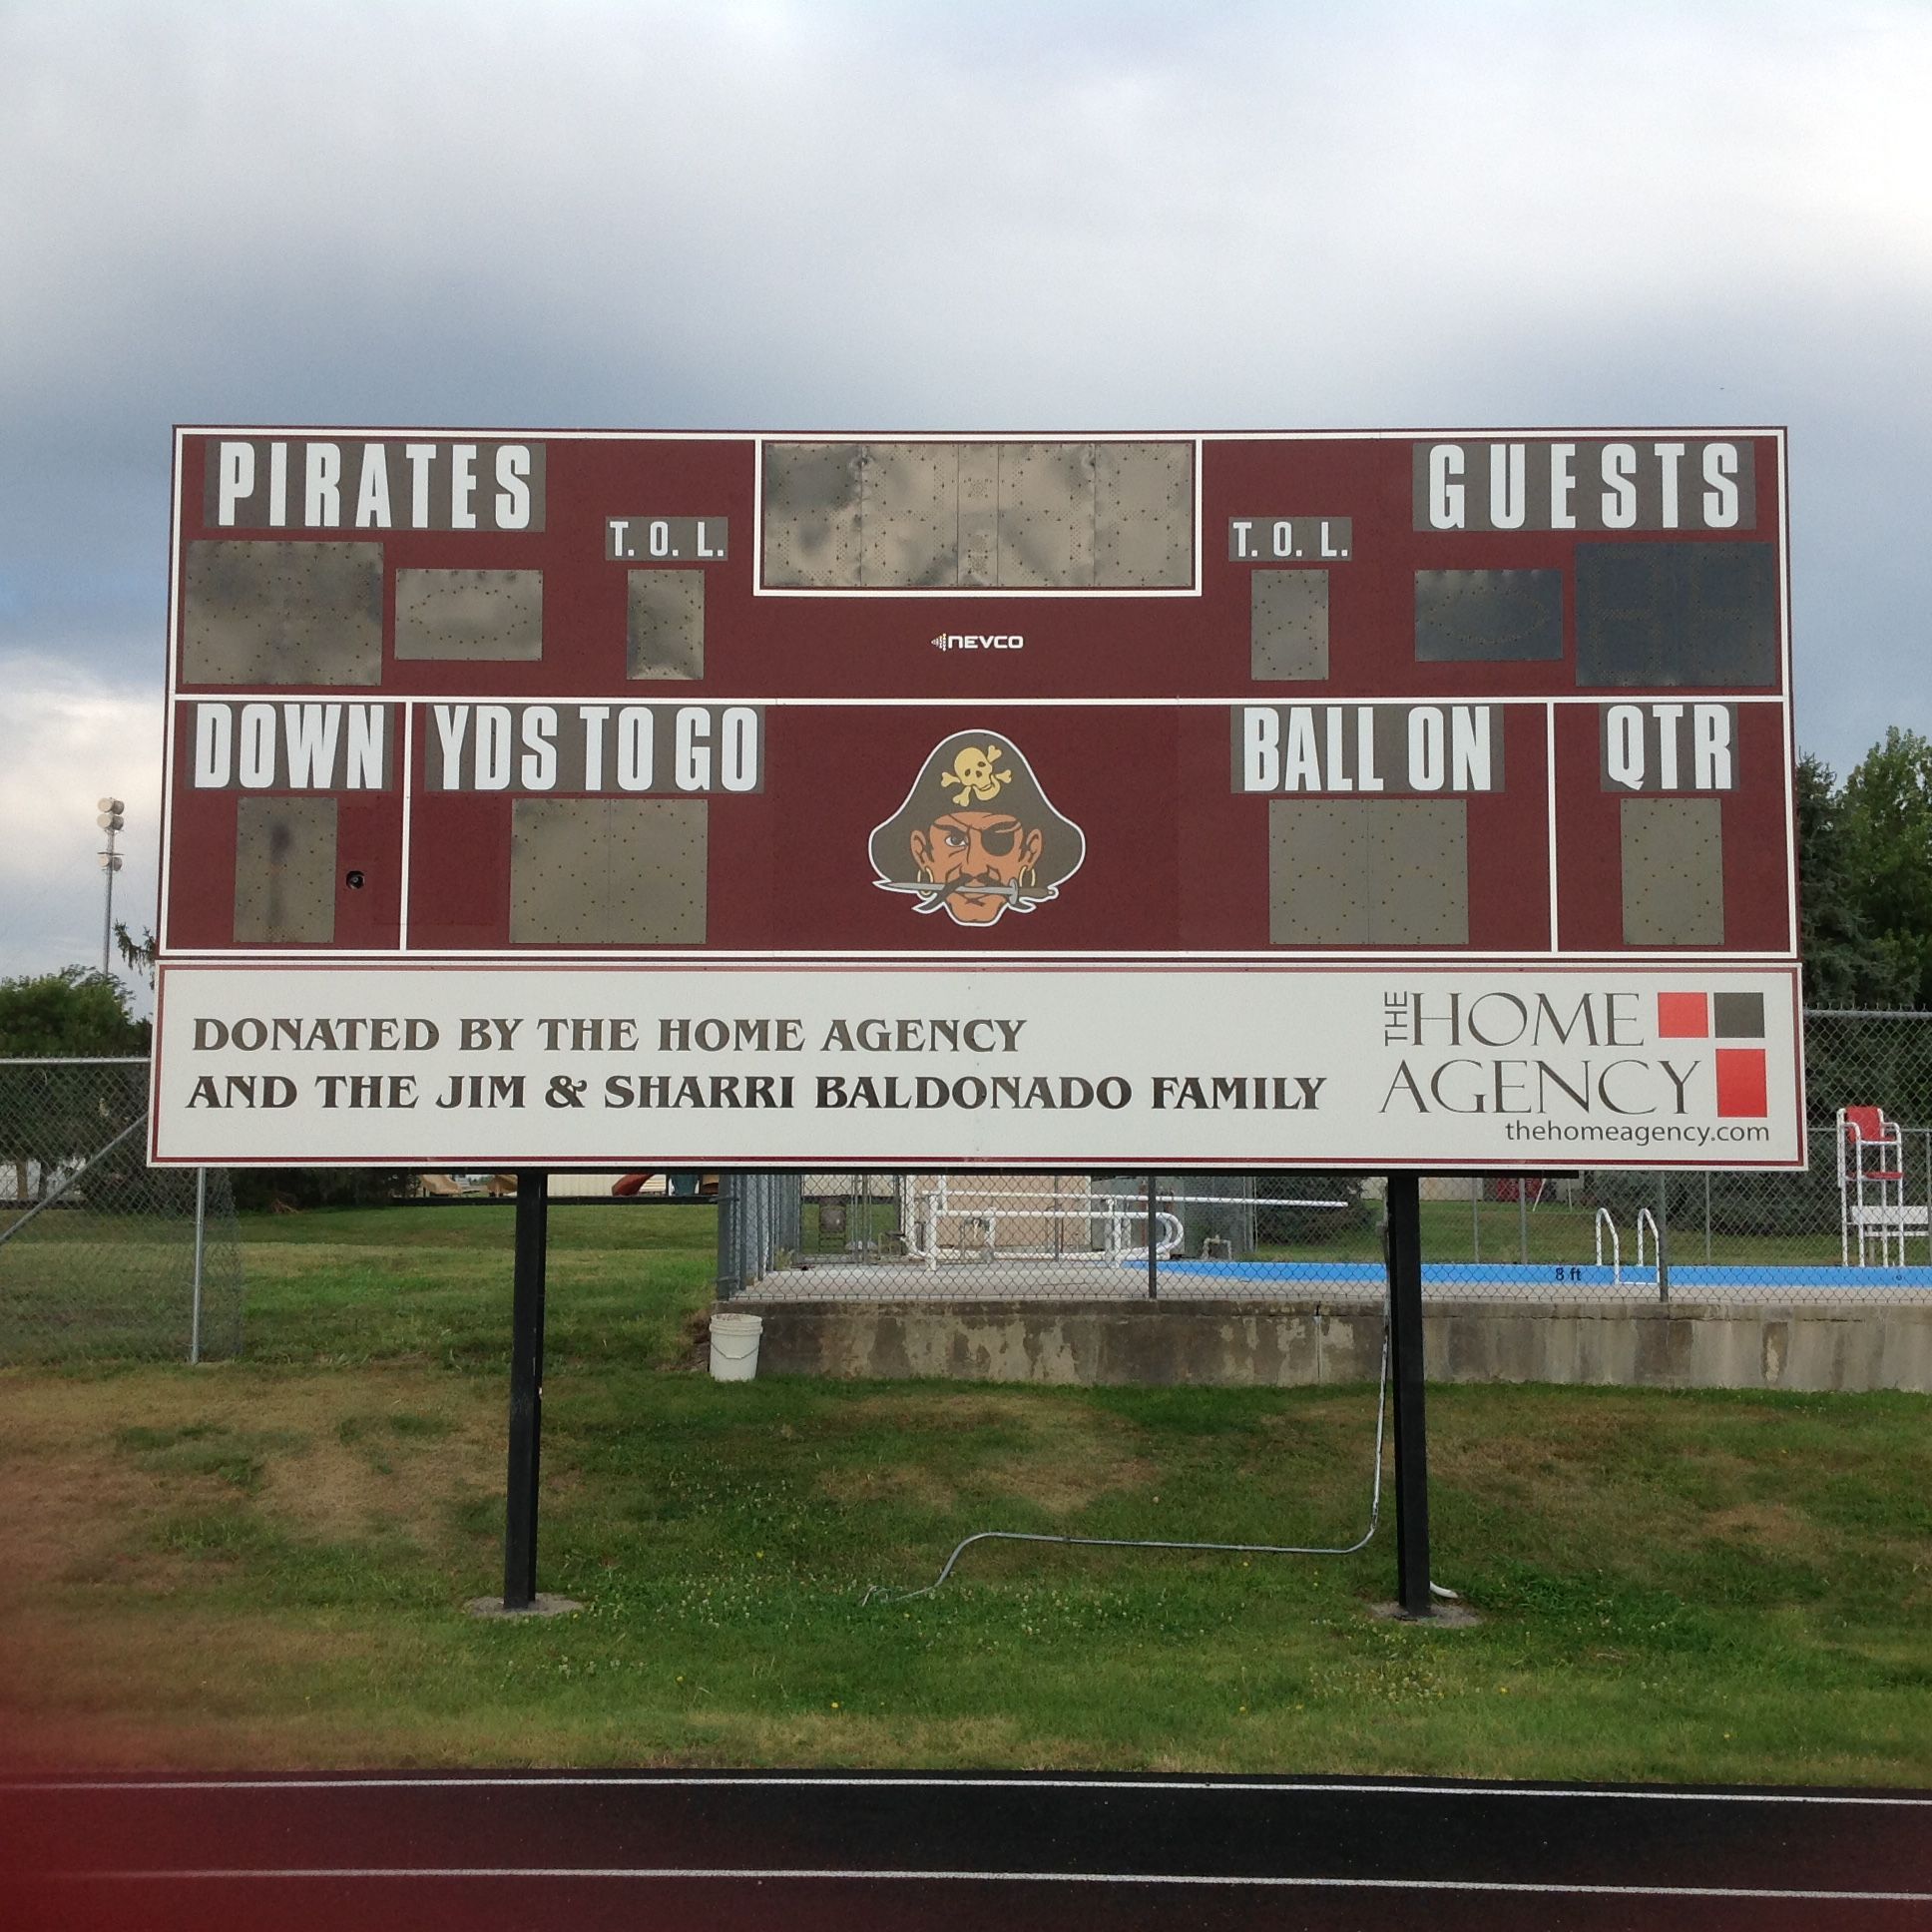 PIRATES
GUESTS
T. O. L.
T. O. L.
NEVCO
DOWN
YDS TO GO
BALL ON
QTR
DONATED BY THE HOME AGENCY
AND THE JIM & SHARRI BALDONADO FAMILY
THE HOME
AGENCY
thehomeagency.com
8 ft